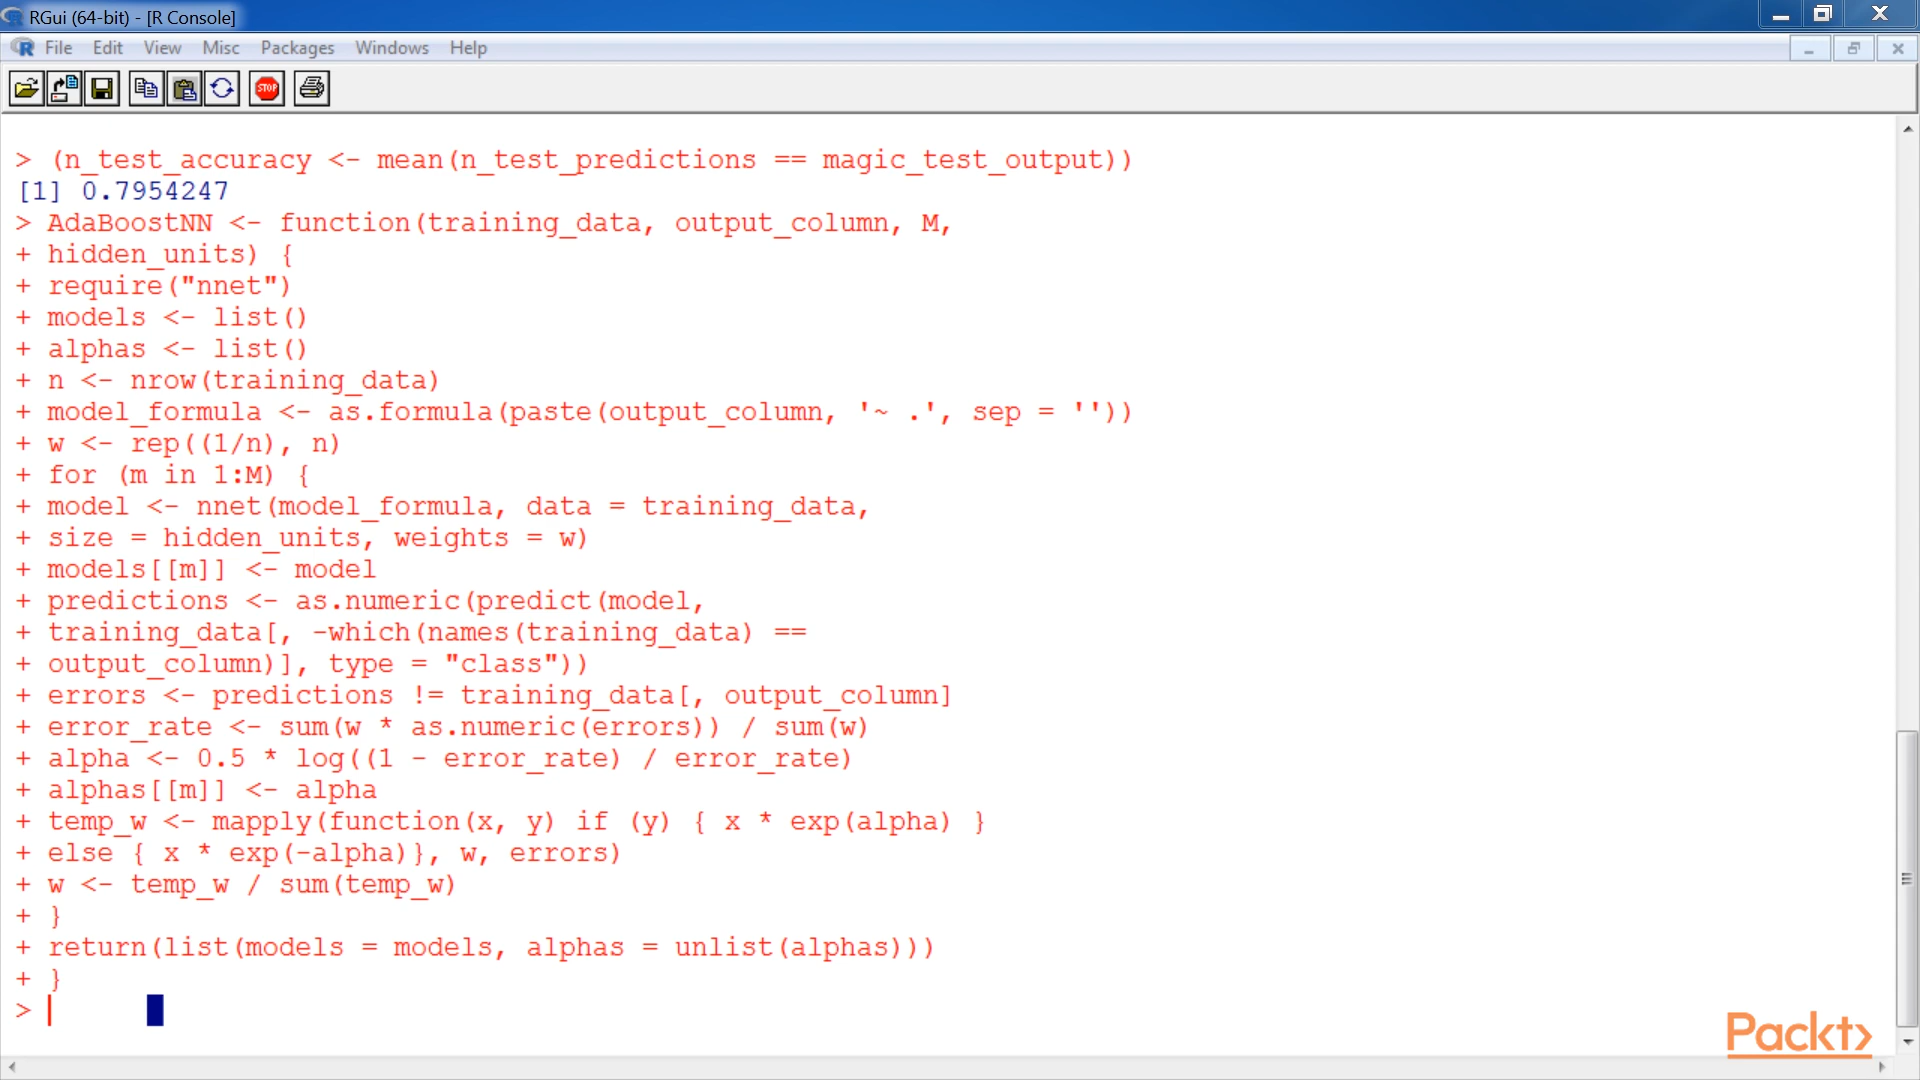 RGui (64-bit) - [R Console]
File Edit View Misc Packages Windows Help
STOP
> (n_test_accuracy <- mean(n_test_predictions == magic_test_output))
[1] 0.7954247
> AdaBoostNN <- function(training_data, output_column, M,
+ hidden_units) {
+ require("nnet")
+ models <- list()
+ alphas <- list()
+ n <- nrow(training_data)
+ model_formula <- as.formula(paste(output_column, '~ .', sep = ''))
+ w <- rep((1/n), n)
+ for (m in 1:M) {
+ model <- nnet(model_formula, data = training_data,
+ size = hidden_units, weights = w)
+ models[[m]] <- model
+ predictions <- as.numeric(predict(model,
+ training_data[, -which(names(training_data) ==
+ output_column)], type = "class"))
+ errors <- predictions != training_data[, output_column]
+ error_rate <- sum(w * as.numeric(errors)) / sum(w)
+ alpha <- 0.5 * log((1 - error_rate) / error_rate)
+ alphas[[m]] <- alpha
+ temp_w <- mapply(function(x, y) if (y) { x * exp(alpha) }
+ else { x * exp(-alpha)}, w, errors)
+ w <- temp_w / sum(temp_w)
+ }
+ return(list(models = models, alphas = unlist(alphas)))
+ }
>
Packt>